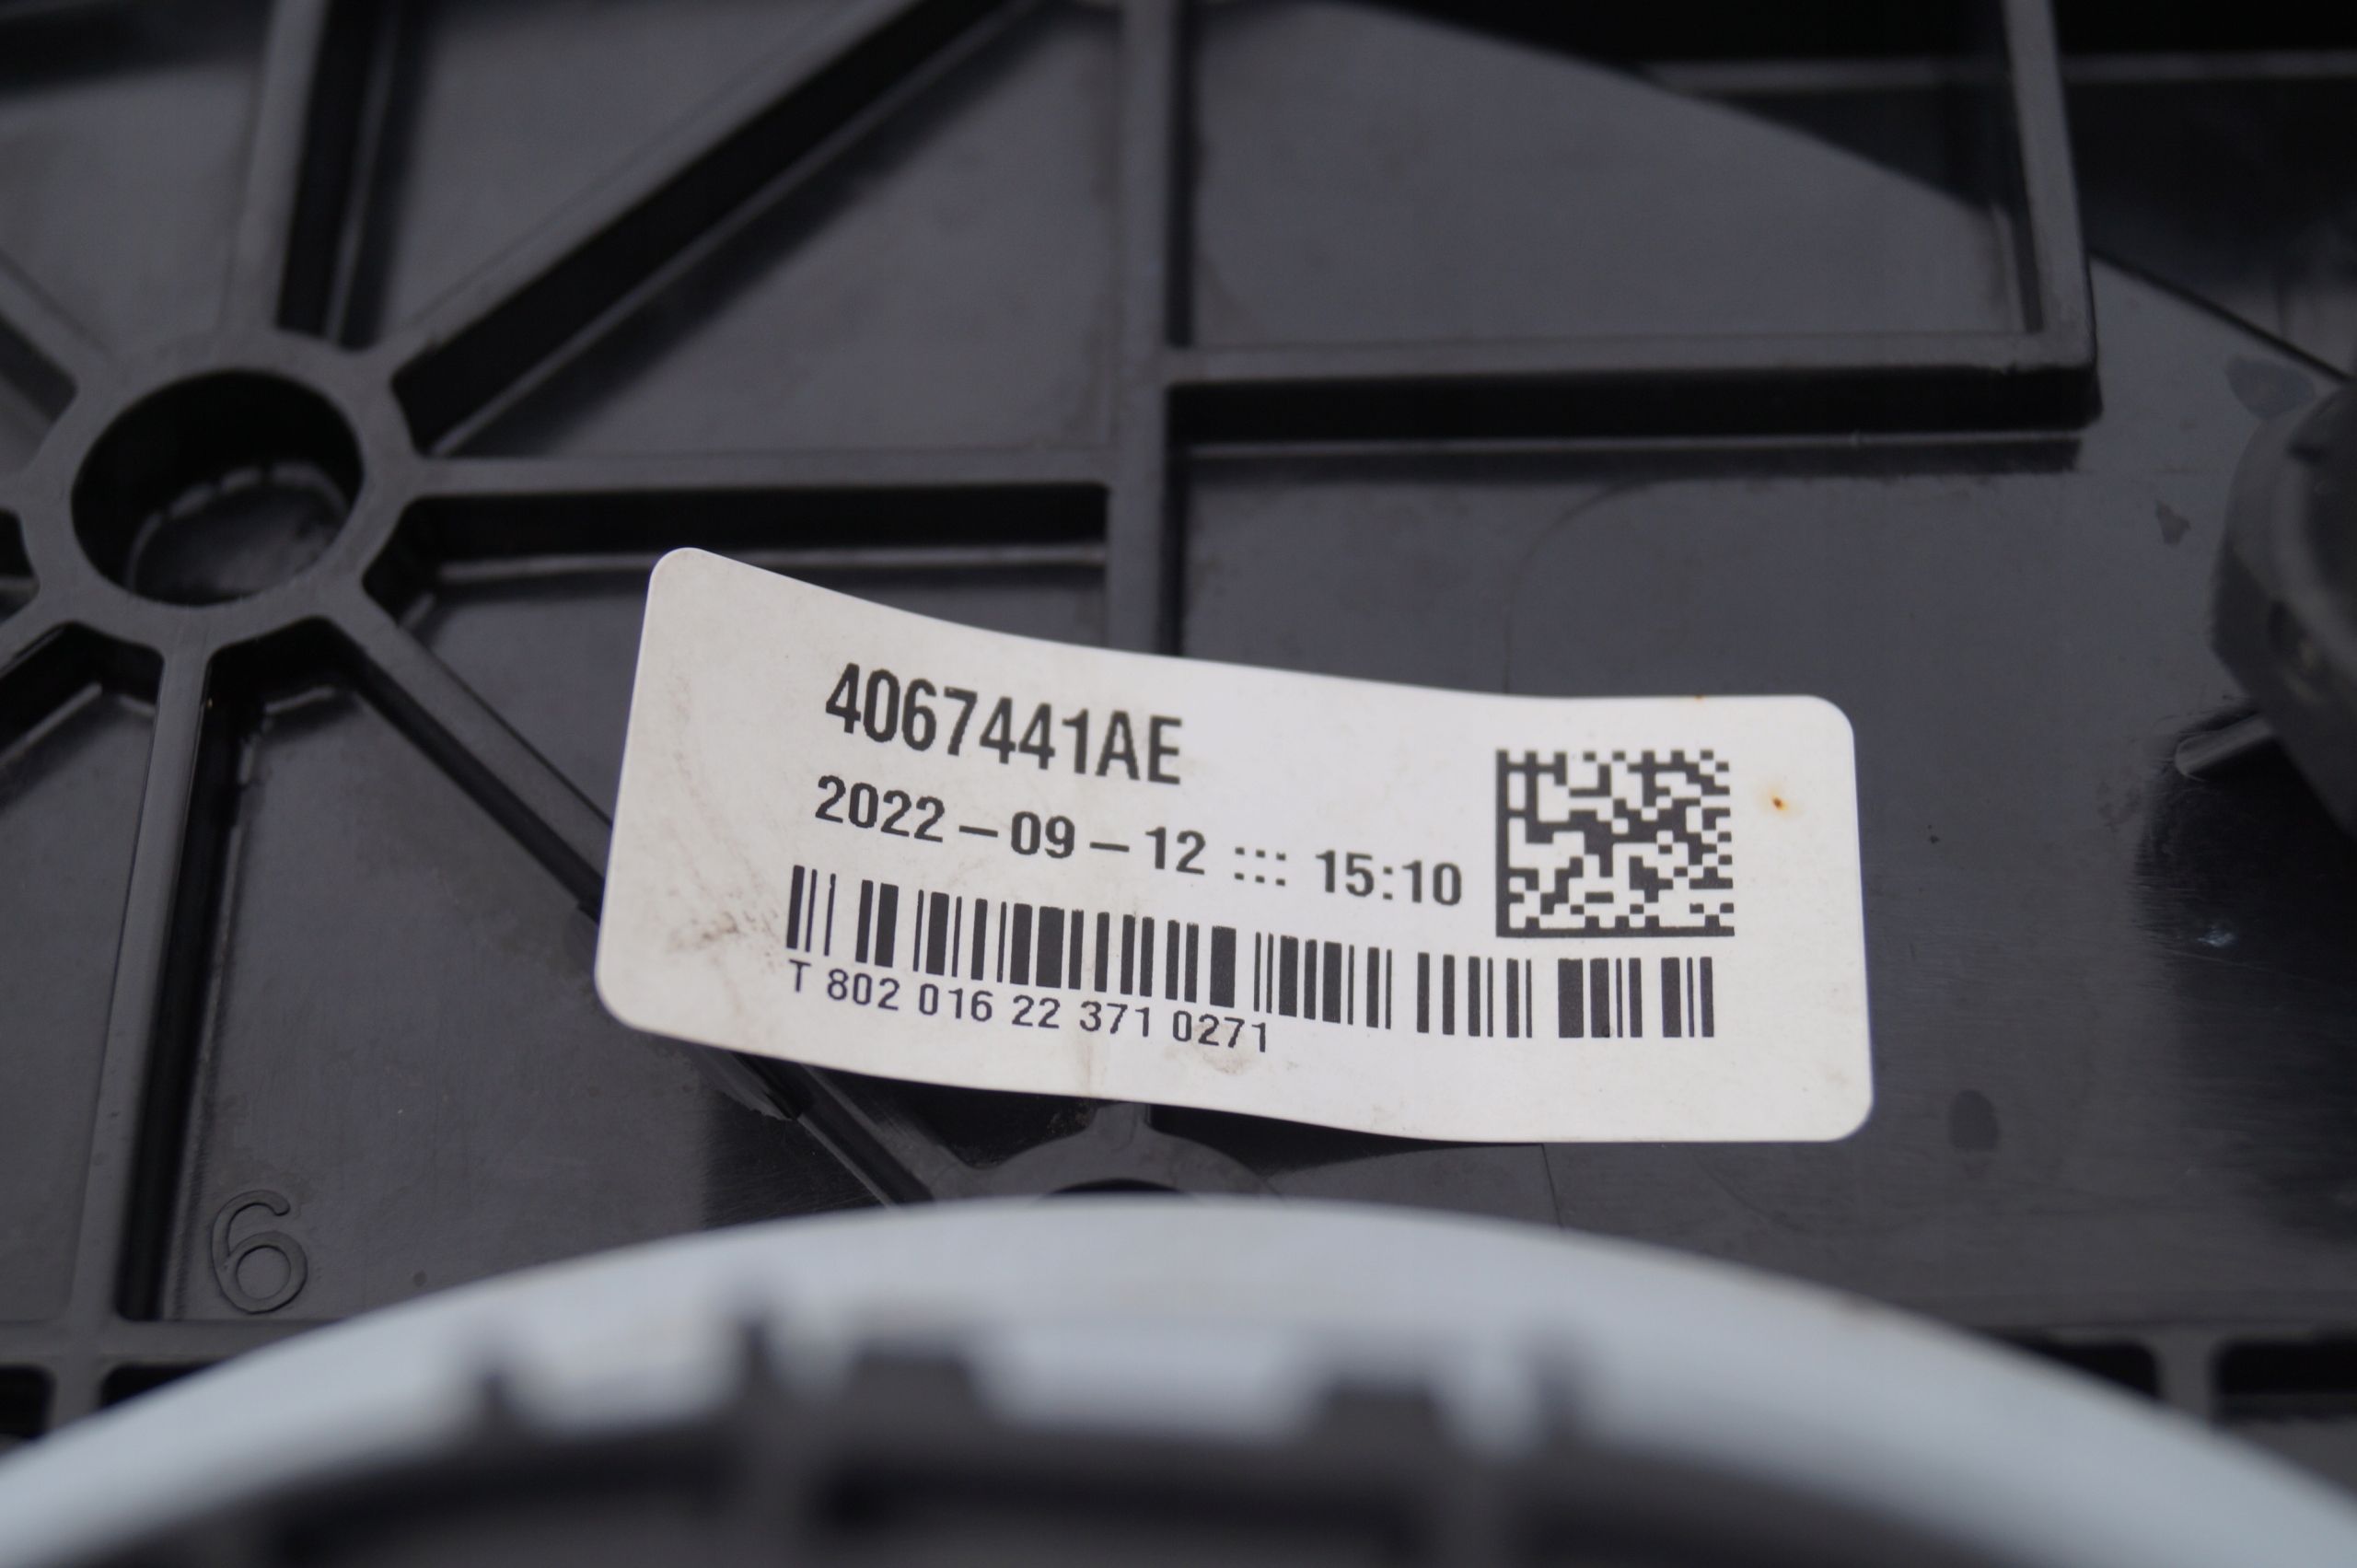 4067441AE
2022-09-12 ::: 15:10
T 802 016 22 371 0271
6